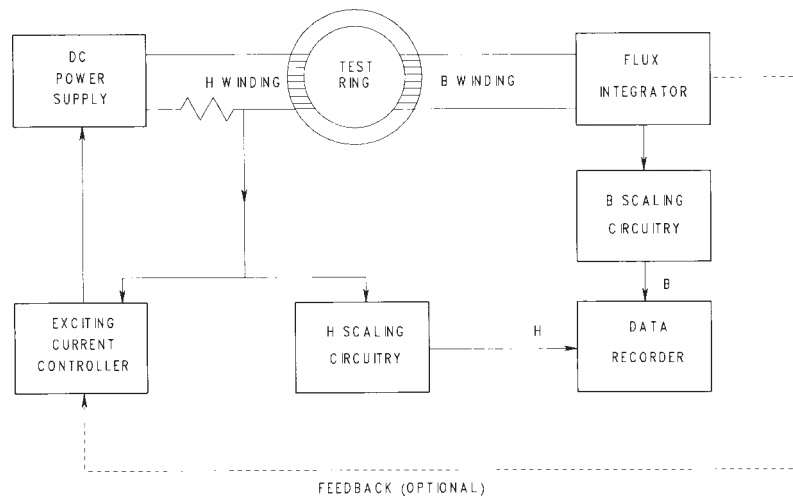 DC
POWER
SUPPLY
H WINDING
TEST
RING
B WINDING
FLUX
INTEGRATOR
B SCALING
CIRCUITRY
B
EXCITING
CURRENT
CONTROLLER
H SCALING
CIRCUITRY
H
DATA
RECORDER
FEEDBACK (OPTIONAL)